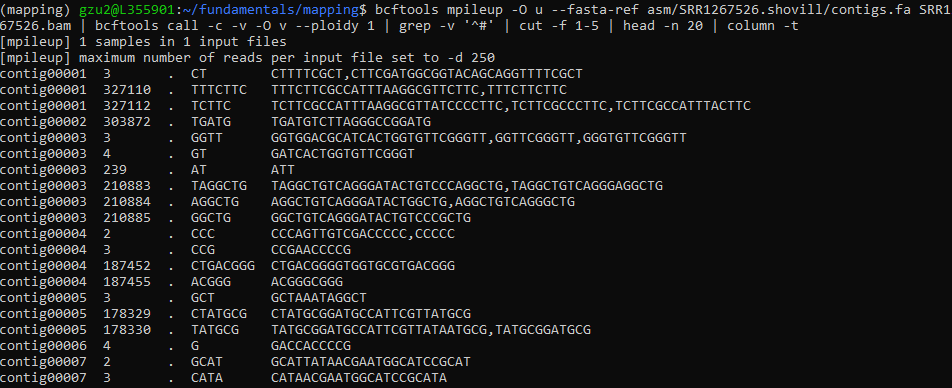 (mapping) gzu2@L355901:~/fundamentals/mapping$ bcftools mpileup -O u --fasta-ref asm/SRR1267526.shovill/contigs.fa SRR1
67526.bam | bcftools call -c -v -O v --ploidy 1 | grep -v '^#' | cut -f 1-5 | head -n 20 | column -t
[mpileup] 1 samples in 1 input files
[mpileup] maximum number of reads per input file set to -d 250
contig00001 3 . CT CTTTTCGCT,CTTCGATGGCGGTACAGCAGGTTTTCGCT
contig00001 327110 . TTTCTTC TTTCTTCGCCATTTAAGGCGTTCTTC,TTTCTTCTTC
contig00001 327112 . TCTTC TCTTCGCCATTTAAGGCGTTATCCCCTTC,TCTTCGCCCTTC,TCTTCGCCATTTACTTC
contig00002 303872 . TGATG TGATGTCTTAGGGCCGGATG
contig00003 3 . GGTT GGTGGACGCATCACTGGTGTTCGGGTT,GGTTCGGGTT,GGGTGTTCGGGTT
contig00003 4 . GT GATCACTGGTGTTCGGGT
contig00003 239 . AT ATT
contig00003 210883 . TAGGCTG TAGGCTGTCAGGGATACTGTCCCAGGCTG,TAGGCTGTCAGGGAGGCTG
contig00003 210884 . AGGCTG AGGCTGTCAGGGATACTGGCTG,AGGCTGTCAGGGCTG
contig00003 210885 . GGCTG GGCTGTCAGGGATACTGTCCCGCTG
contig00004 2 . CCC CCCAGTTGTCGACCCCC,CCCCC
contig00004 3 . CCG CCGAACCCCG
contig00004 187452 . CTGACGGG CTGACGGGGTGGTGCGTGACGGG
contig00004 187455 . ACGGG ACGGGCGGG
contig00005 3 . GCT GCTAAATAGGCT
contig00005 178329 . CTATGCG CTATGCGGATGCCATTCGTTATGCG
contig00005 178330 . TATGCG TATGCGGATGCCATTCGTTATAATGCG,TATGCGGATGCG
contig00006 4 . G GACCACCCCG
contig00007 2 . GCAT GCATTATAACGAATGGCATCCGCAT
contig00007 3 . CATA CATAACGAATGGCATCCGCATA